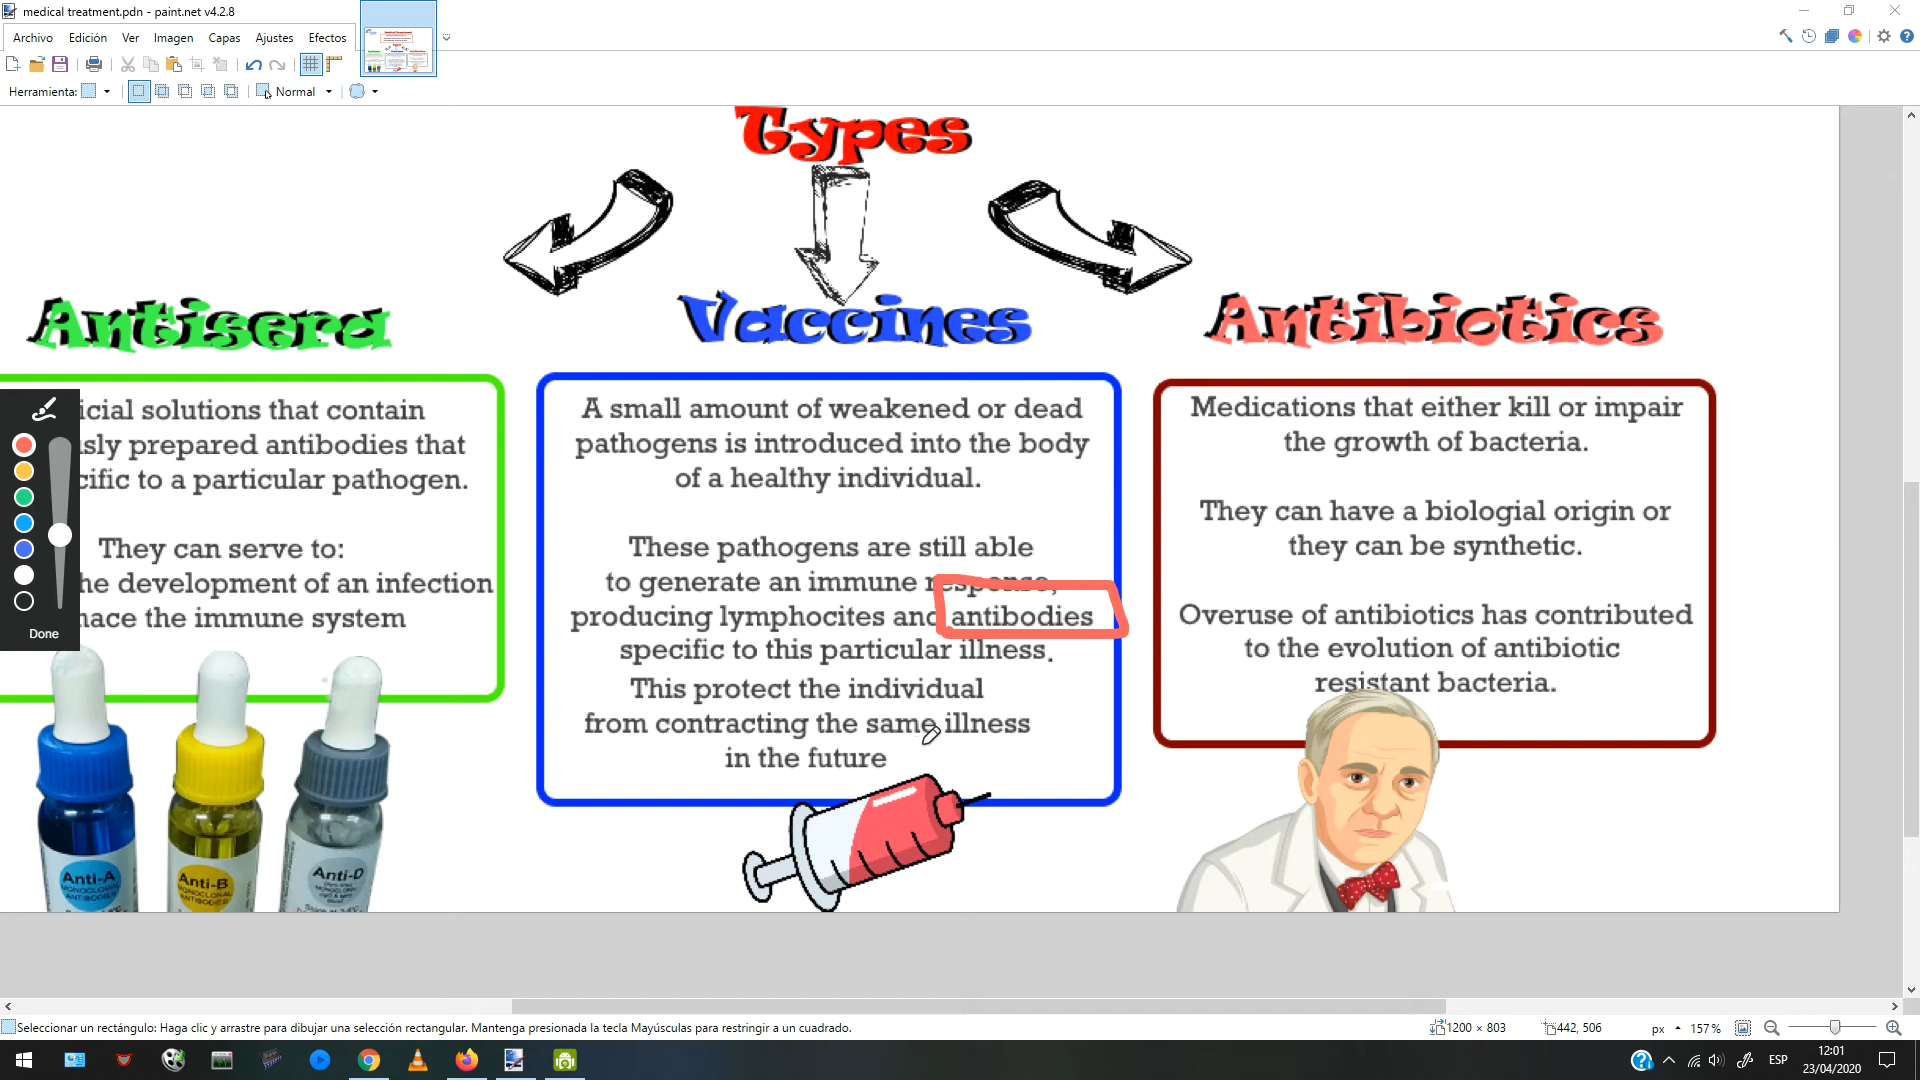 medical treatment.pdn - paint.net v4.2.8
Archivo Edición Ver Imagen Capas Ajustes Efectos
Herramienta: Normal
Types
Antisera
Vaccines
Antibiotics
icial solutions that contain
usly prepared antibodies that
cific to a particular pathogen.
They can serve to:
he development of an infection
nace the immune system
A small amount of weakened or dead
pathogens is introduced into the body
of a healthy individual.
These pathogens are still able
to generate an immune response,
producing lymphocites and antibodies
specific to this particular illness.
This protect the individual
from contracting the same illness
in the future
Medications that either kill or impair
the growth of bacteria.
They can have a biologial origin or
they can be synthetic.
Overuse of antibiotics has contributed
to the evolution of antibiotic
resistant bacteria.
Done
Anti-A
MONOCLONAL
ANTIBODIES
Anti-B
MONOCLONAL
ANTIBODIES
Anti-D
Seleccionar un rectángulo: Haga clic y arrastre para dibujar una selección rectangular. Mantenga presionada la tecla Mayúsculas para restringir a un cuadrado.
1200 × 803
442, 506
px
157%
ESP
12:01
23/04/2020